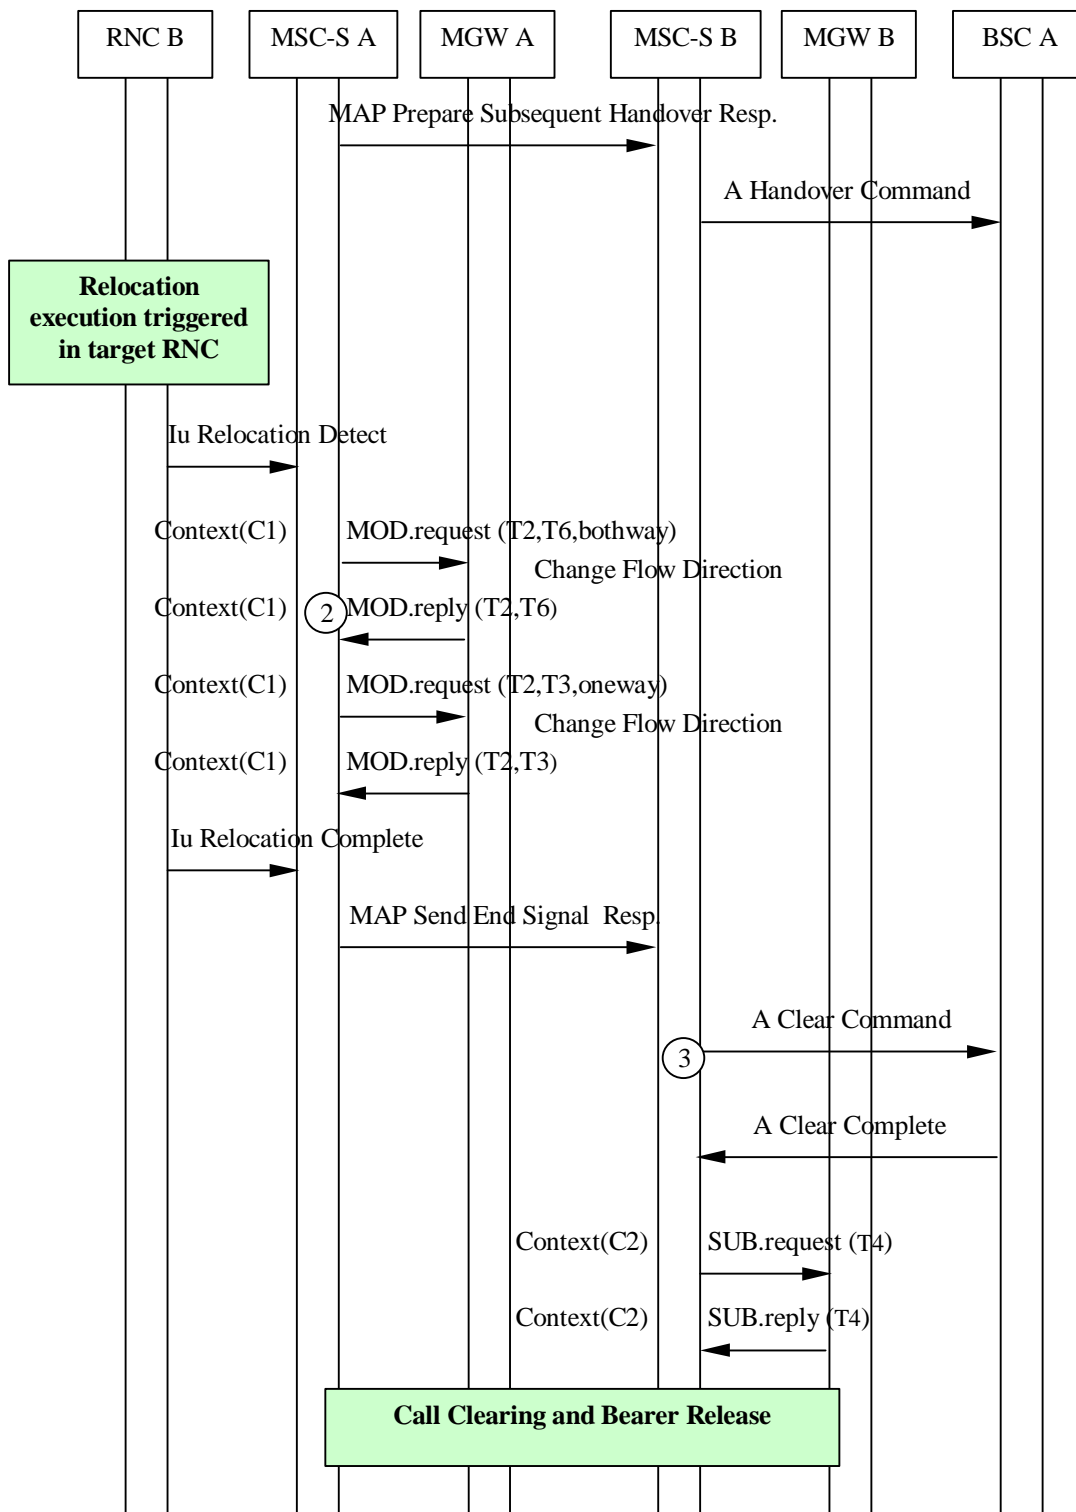 RNC B
MSC-S A
MGW A
MSC-S B
MGW B
BSC A
MAP Prepare Subsequent Handover Resp.
A Handover Command
Relocation
execution triggered
in target RNC
Iu Relocation Detect
Context(C1)
MOD.request (T2,T6,bothway)
Change Flow Direction
Context(C1)
2
MOD.reply (T2,T6)
Context(C1)
MOD.request (T2,T3,oneway)
Change Flow Direction
Context(C1)
MOD.reply (T2,T3)
Iu Relocation Complete
MAP Send End Signal Resp.
A Clear Command
3
A Clear Complete
Context(C2)
SUB.request (T4)
Context(C2)
SUB.reply (T4)
Call Clearing and Bearer Release